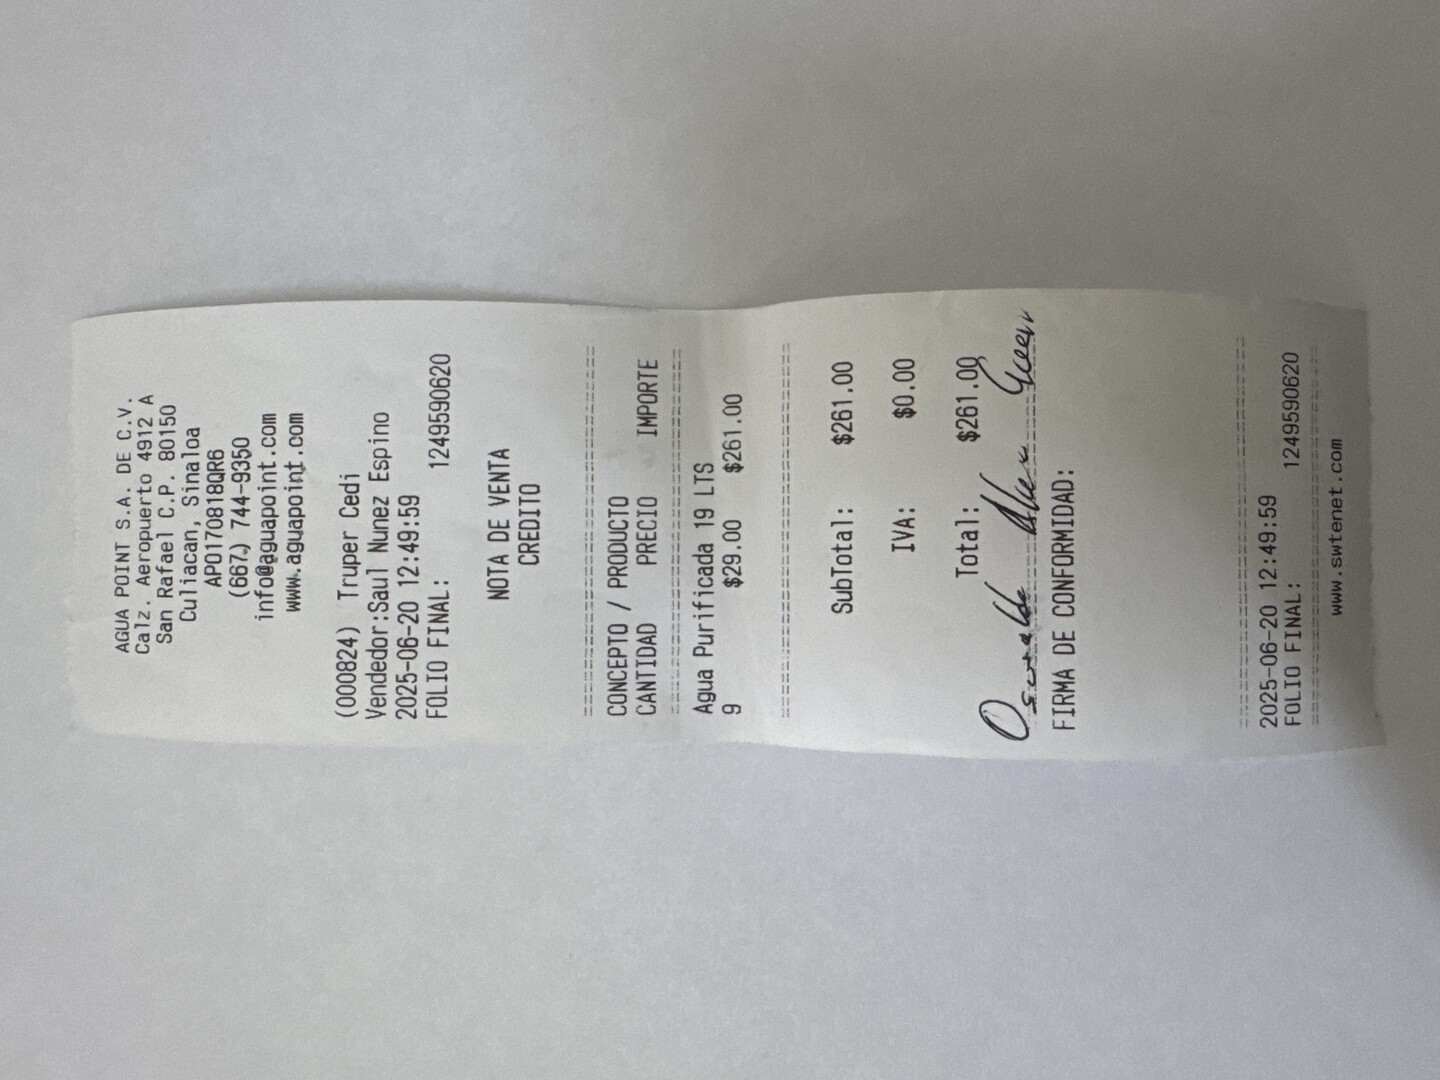 AGUA POINT S.A. DE C.V.
Calz. Aeropuerto 4912 A
San Rafael C.P. 80150
Culiacan, Sinaloa
APO170818QR6
(667) 744-9350
info@aguapoint.com
www.aguapoint.com
(000824) Truper Cedi
Vendedor:Saul Nunez Espino
2025-06-20 12:49:59
FOLIO FINAL: 1249590620
NOTA DE VENTA
CREDITO
CONCEPTO / PRODUCTO
CANTIDAD PRECIO IMPORTE
Agua Purificada 19 LTS
9 $29.00 $261.00
SubTotal: $261.00
IVA: $0.00
Total: $261.00
Osvaldo
FIRMA DE CONFORMIDAD:
2025-06-20 12:49:59
FOLIO FINAL: 1249590620
www.swtenet.com